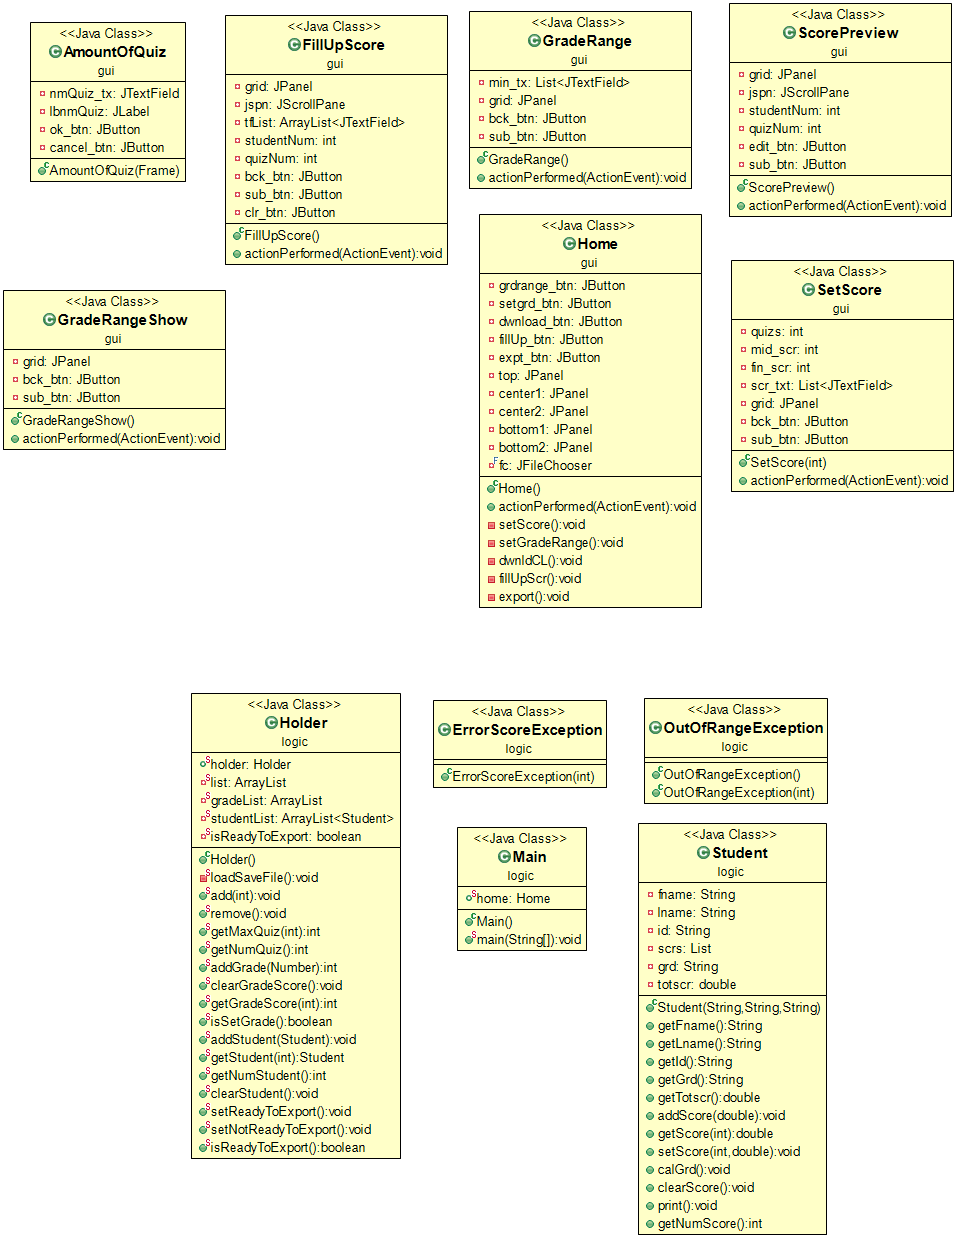 <<Java Class>>
AmountOfQuiz
gui
nmQuiz_tx: JTextField
lbnmQuiz: JLabel
ok_btn: JButton
cancel_btn: JButton
AmountOfQuiz(Frame)
<<Java Class>>
FillUpScore
gui
grid: JPanel
jspn: JScrollPane
tfList: ArrayList<JTextField>
studentNum: int
quizNum: int
bck_btn: JButton
sub_btn: JButton
clr_btn: JButton
FillUpScore()
actionPerformed(ActionEvent):void
<<Java Class>>
GradeRange
gui
min_tx: List<JTextField>
grid: JPanel
bck_btn: JButton
sub_btn: JButton
GradeRange()
actionPerformed(ActionEvent):void
<<Java Class>>
ScorePreview
gui
grid: JPanel
jspn: JScrollPane
studentNum: int
quizNum: int
edit_btn: JButton
sub_btn: JButton
ScorePreview()
actionPerformed(ActionEvent):void
<<Java Class>>
GradeRangeShow
gui
grid: JPanel
bck_btn: JButton
sub_btn: JButton
GradeRangeShow()
actionPerformed(ActionEvent):void
<<Java Class>>
Home
gui
grdrange_btn: JButton
setgrd_btn: JButton
dwnload_btn: JButton
fillUp_btn: JButton
expt_btn: JButton
top: JPanel
center1: JPanel
center2: JPanel
bottom1: JPanel
bottom2: JPanel
fc: JFileChooser
Home()
actionPerformed(ActionEvent):void
setScore():void
setGradeRange():void
dwnldCL():void
fillUpScr():void
export():void
<<Java Class>>
SetScore
gui
quizs: int
mid_scr: int
fin_scr: int
scr_txt: List<JTextField>
grid: JPanel
bck_btn: JButton
sub_btn: JButton
SetScore(int)
actionPerformed(ActionEvent):void
<<Java Class>>
Holder
logic
holder: Holder
list: ArrayList
gradeList: ArrayList
studentList: ArrayList<Student>
isReadyToExport: boolean
Holder()
loadSaveFile():void
add(int):void
remove():void
getMaxQuiz(int):int
getNumQuiz():int
addGrade(Number):int
clearGradeScore():void
getGradeScore(int):int
isSetGrade():boolean
addStudent(Student):void
getStudent(int):Student
getNumStudent():int
clearStudent():void
setReadyToExport():void
setNotReadyToExport():void
isReadyToExport():boolean
<<Java Class>>
ErrorScoreException
logic
ErrorScoreException(int)
<<Java Class>>
OutOfRangeException
logic
OutOfRangeException()
OutOfRangeException(int)
<<Java Class>>
Main
logic
home: Home
Main()
main(String[]):void
<<Java Class>>
Student
logic
fname: String
lname: String
id: String
scrs: List
grd: String
totscr: double
Student(String,String,String)
getFname():String
getLname():String
getId():String
getGrd():String
getTotscr():double
addScore(double):void
getScore(int):double
setScore(int,double):void
calGrd():void
clearScore():void
print():void
getNumScore():int